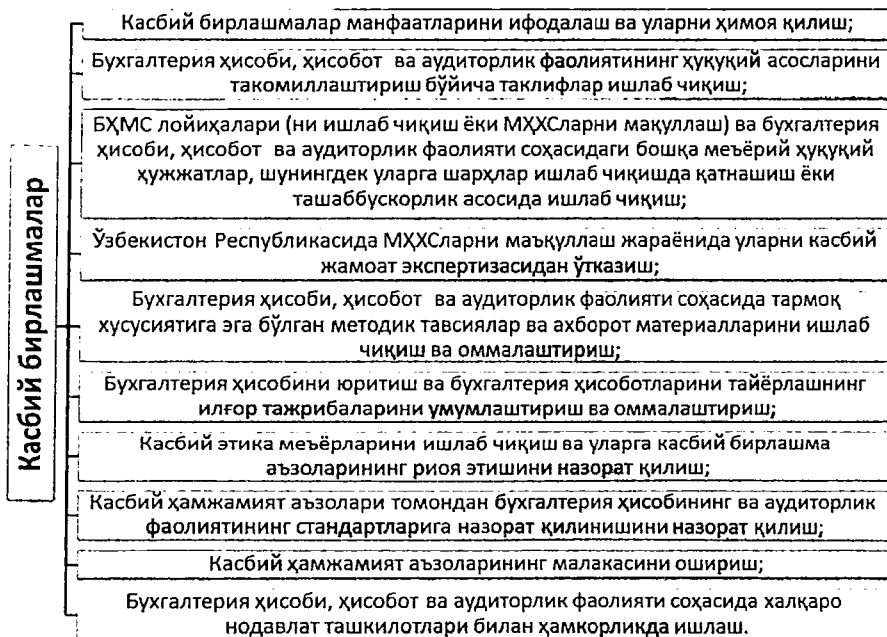 Касбий бирлашмалар
Касбий бирлашмалар манфаатларини ифодалаш ва уларни ҳимоя қилиш;
Бухгалтерия ҳисоби, ҳисобот ва аудиторлик фаолиятининг ҳуқуқий асосларини
такомиллаштириш бўйича таклифлар ишлаб чиқиш;
БҲМС лойиҳалари (ни ишлаб чиқиш ёки МҲХСларни мақуллаш) ва бухгалтерия
ҳисоби, ҳисобот ва аудиторлик фаолияти соҳасидаги бошқа меъёрий ҳуқуқий
ҳужжатлар, шунингдек уларга шарҳлар ишлаб чиқишда қатнашиш ёки
ташаббускорлик асосида ишлаб чиқиш;
Ўзбекистон Республикасида МҲХСларни маъқуллаш жараёнида уларни касбий
жамоат экспертизасидан ўтказиш;
Бухгалтерия ҳисоби, ҳисобот ва аудиторлик фаолияти соҳасида тармоқ
хусусиятига эга бўлган методик тавсиялар ва ахборот материалларини ишлаб
чиқиш ва оммалаштириш;
Бухгалтерия ҳисобини юритиш ва бухгалтерия ҳисоботларини тайёрлашнинг
илғор тажрибаларини умумлаштириш ва оммалаштириш;
Касбий этика меъёрларини ишлаб чиқиш ва уларга касбий бирлашма
аъзоларининг риоя этишини назорат қилиш;
Касбий ҳамжамият аъзолари томондан бухгалтерия ҳисобининг ва аудиторлик
фаолиятининг стандартларига назорат қилинишини назорат қилиш;
Касбий ҳамжамият аъзоларининг малакасини ошириш;
Бухгалтерия ҳисоби, ҳисобот ва аудиторлик фаолияти соҳасида халқаро
нодавлат ташкилотлари билан ҳамкорликда ишлаш.